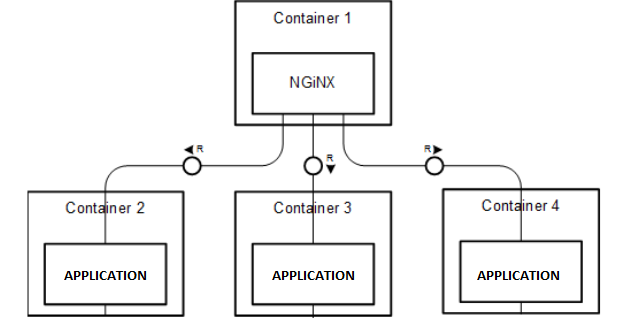 Container 1
NGiNX
R
R
R
Container 2
Container 3
Container 4
APPLICATION
APPLICATION
APPLICATION